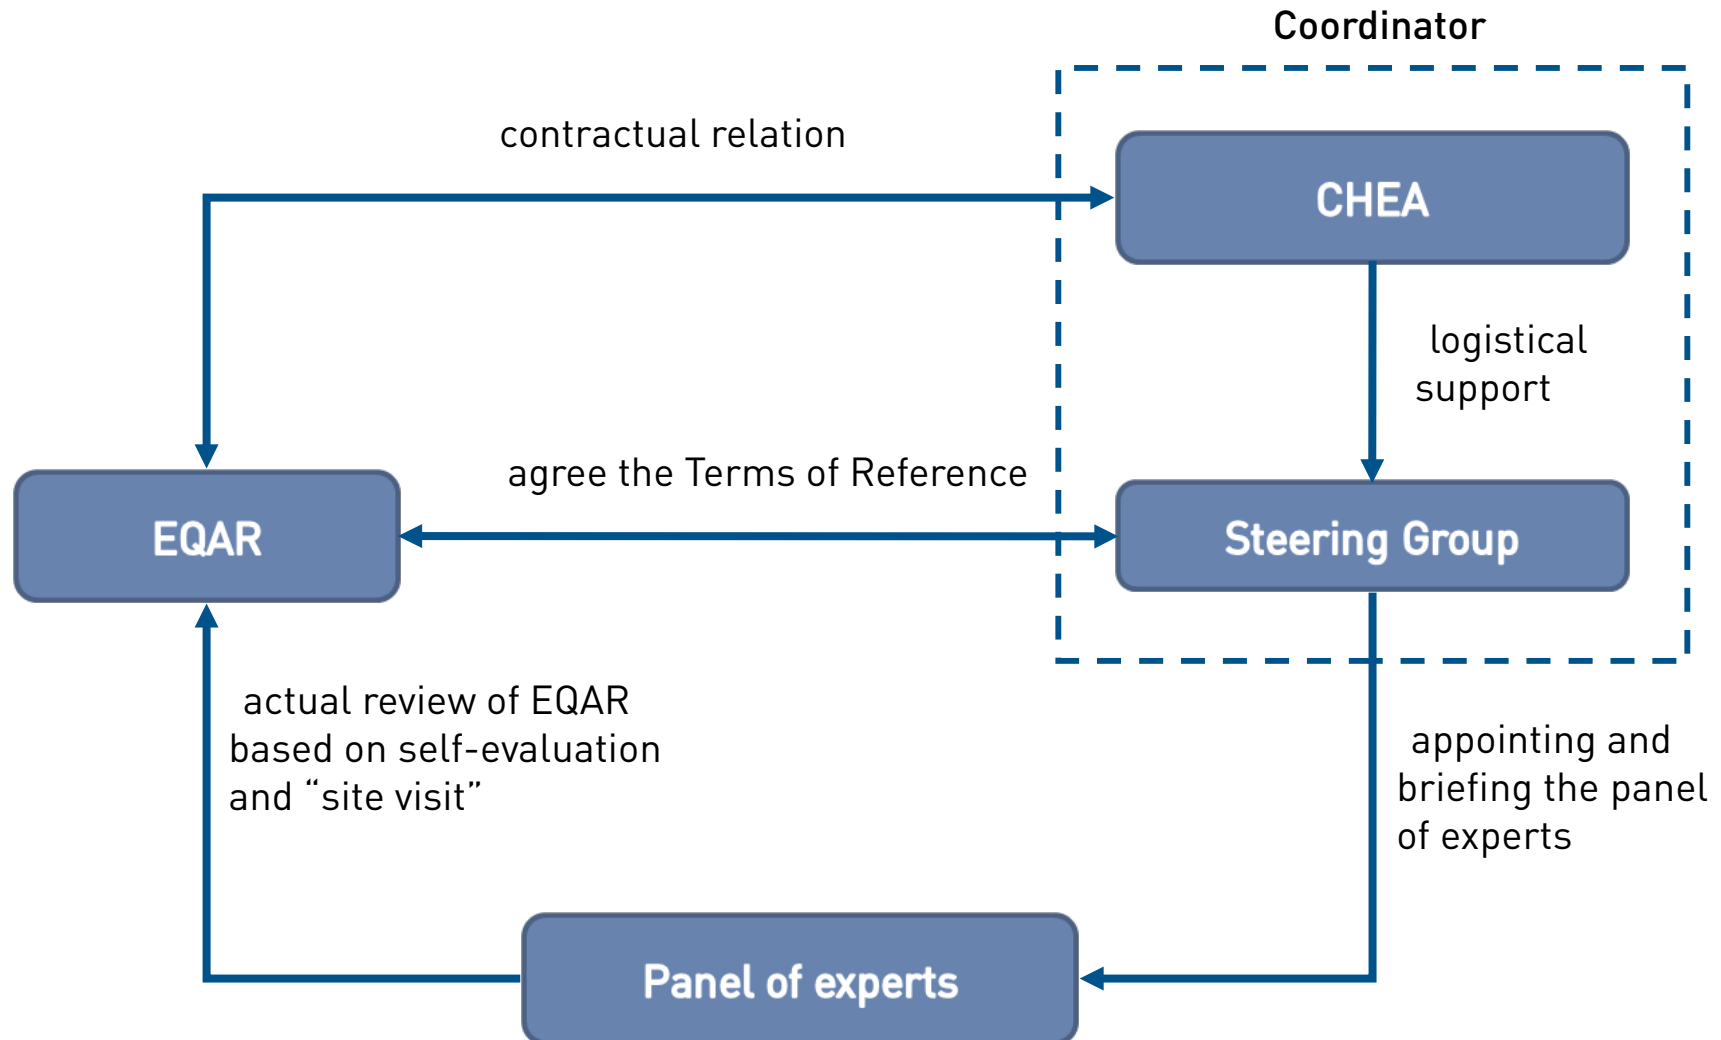 Coordinator
contractual relation
CHEA
logistical
support
agree the Terms of Reference
EQAR
Steering Group
actual review of EQAR
based on self-evaluation
and “site visit”
appointing and
briefing the panel
of experts
Panel of experts